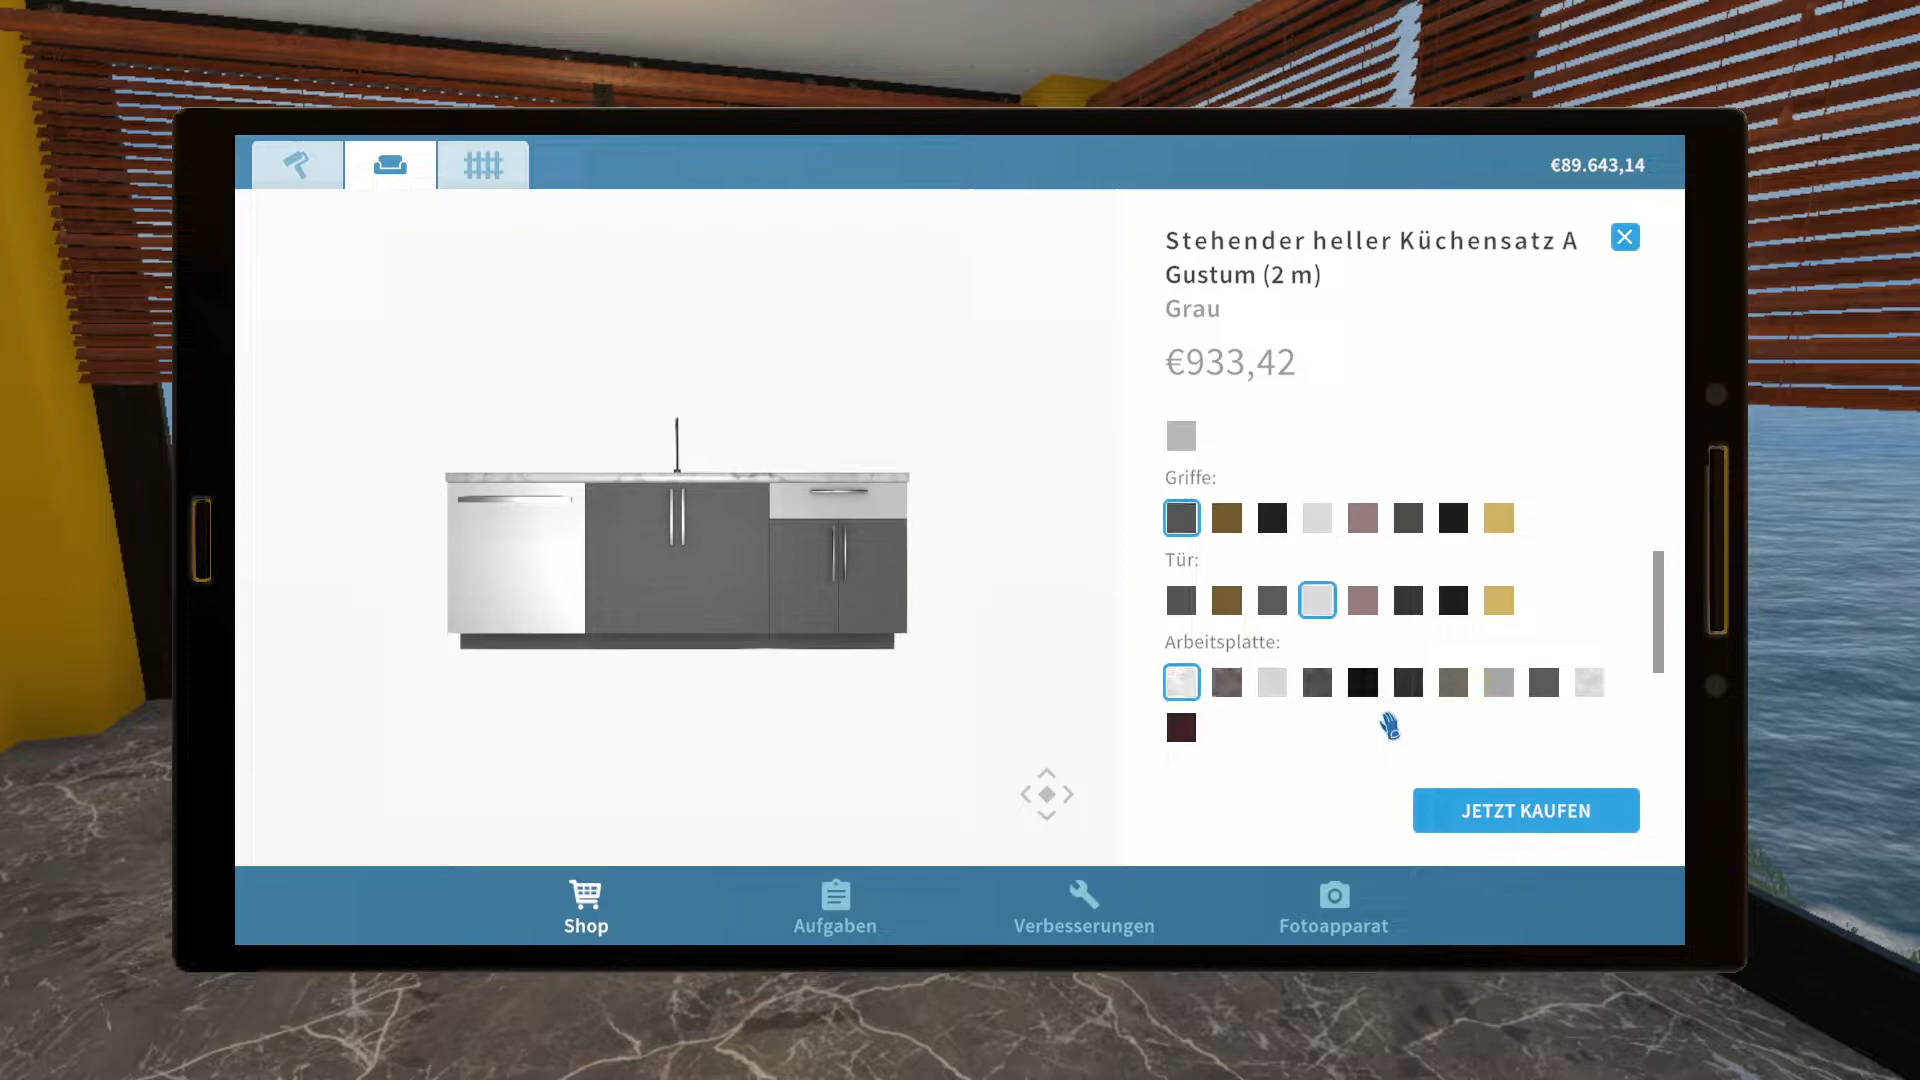 €89.643,14
Stehender heller Küchensatz A
Gustum (2 m)
Grau
€933,42
Griffe:
Tür:
Arbeitsplatte:
JETZT KAUFEN
Shop
Aufgaben
Verbesserungen
Fotoapparat